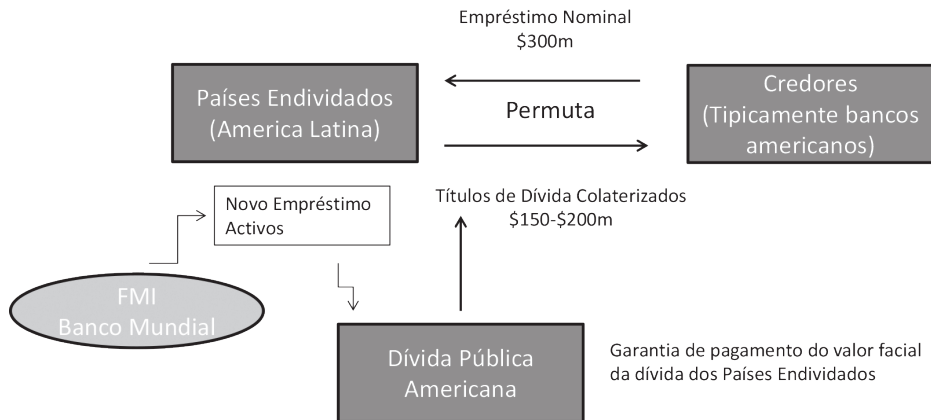 Empréstimo Nominal
$300m
Países Endividados
(America Latina)
Permuta
Credores
(Tipicamente bancos
americanos)
Novo Empréstimo
Activos
Títulos de Dívida Colaterizados
$150-$200m
FMI
Banco Mundial
Dívida Pública
Americana
Garantia de pagamento do valor facial
da dívida dos Países Endividados